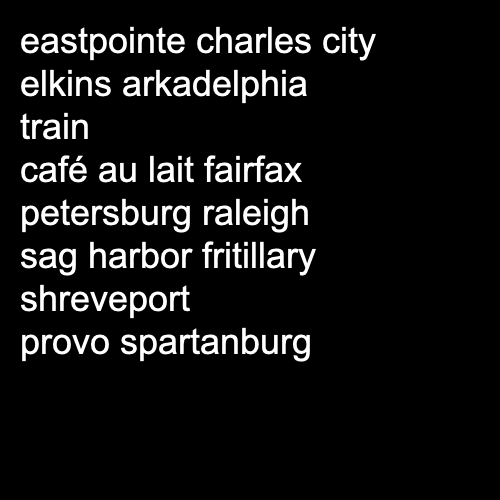 eastpointe charles city
elkins arkadelphia
train
café au lait fairfax
petersburg raleigh
sag harbor fritillary
shreveport
provo spartanburg